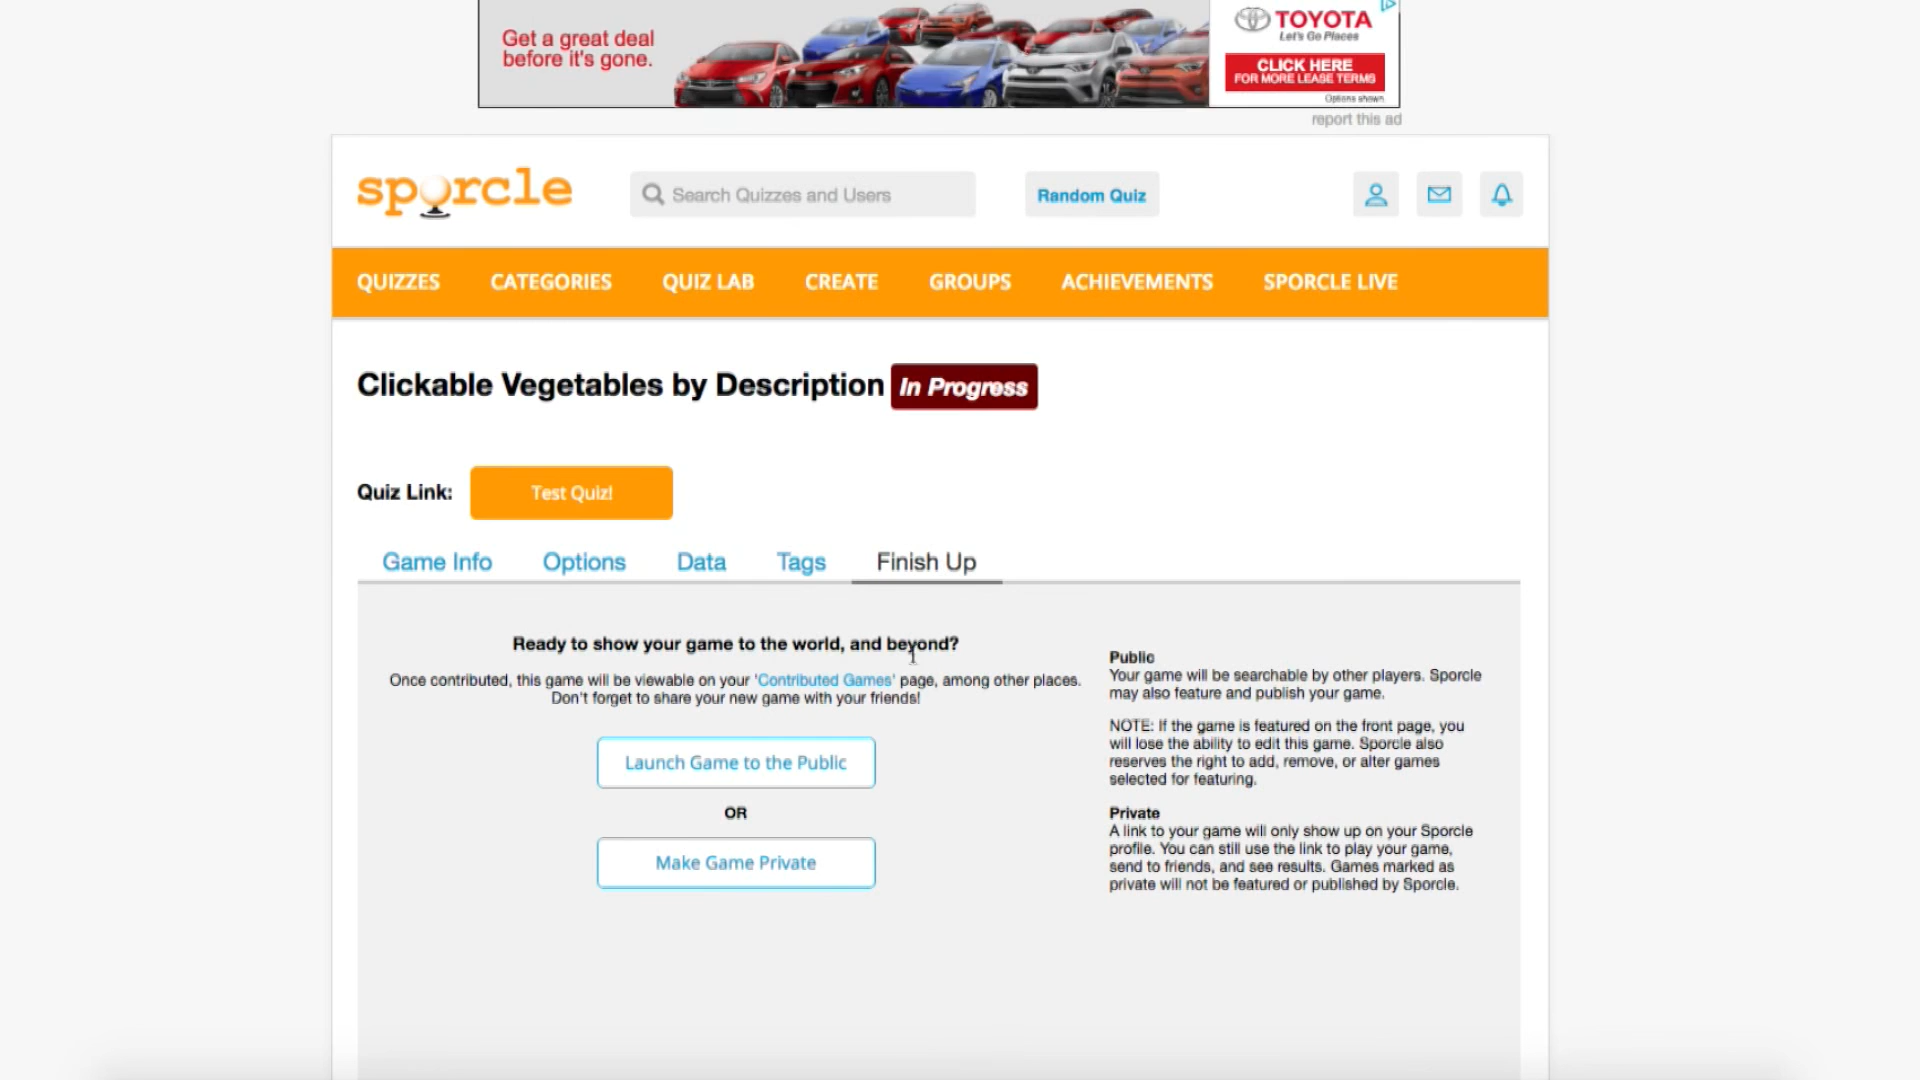 Get a great deal
before it's gone.
TOYOTA
Let's Go Places
CLICK HERE
FOR MORE LEASE TERMS
Options shown
report this ad
sporcle
Search Quizzes and Users
Random Quiz
QUIZZES CATEGORIES QUIZ LAB CREATE GROUPS ACHIEVEMENTS SPORCLE LIVE
Clickable Vegetables by Description In Progress
Quiz Link: Test Quiz!
Game Info Options Data Tags Finish Up
Ready to show your game to the world, and beyond?
Once contributed, this game will be viewable on your 'Contributed Games' page, among other places.
Don't forget to share your new game with your friends!
Launch Game to the Public
OR
Make Game Private
Public
Your game will be searchable by other players. Sporcle
may also feature and publish your game.
NOTE: If the game is featured on the front page, you
will lose the ability to edit this game. Sporcle also
reserves the right to add, remove, or alter games
selected for featuring.
Private
A link to your game will only show up on your Sporcle
profile. You can still use the link to play your game,
send to friends, and see results. Games marked as
private will not be featured or published by Sporcle.